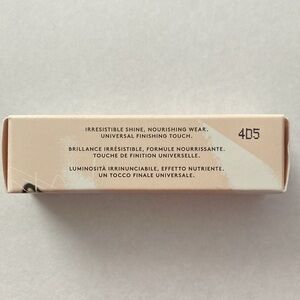 IRRESISTIBLE SHINE, NOURISHING WEAR.
UNIVERSAL FINISHING TOUCH.
4D5
BRILLANCE IRRÉSISTIBLE, FORMULE NOURRISSANTE.
TOUCHE DE FINITION UNIVERSELLE.
LUMINOSITÀ IRRINUNCIABILE, EFFETTO NUTRIENTE.
UN TOCCO FINALE UNIVERSALE.